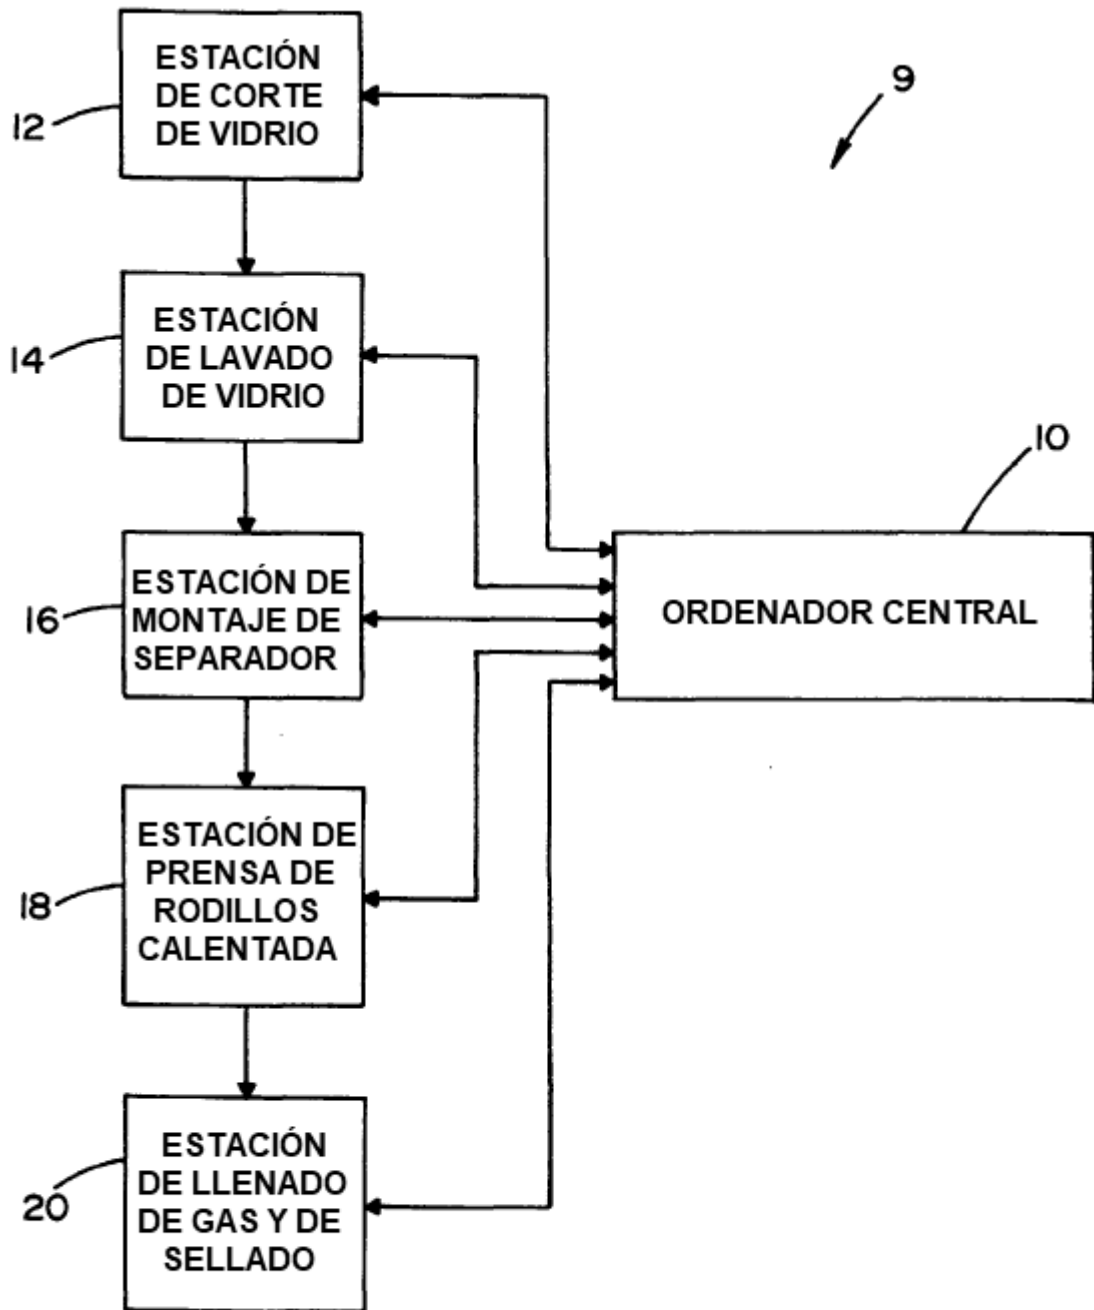 ESTACIÓN
DE CORTE
DE VIDRIO
12
9
ESTACIÓN
DE LAVADO
DE VIDRIO
14
10
ESTACIÓN DE
MONTAJE DE
SEPARADOR
16
ORDENADOR CENTRAL
ESTACIÓN DE
PRENSA DE
RODILLOS
CALENTADA
18
ESTACIÓN
DE LLENADO
DE GAS Y DE
SELLADO
20